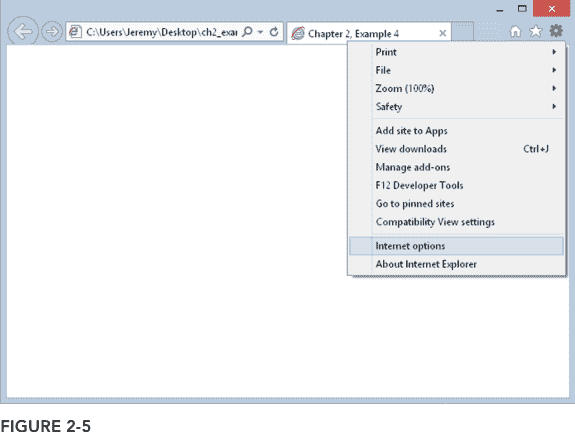 C:\Users\Jeremy\Desktop\ch2_exar
Chapter 2, Example 4
Print
File
Zoom (100%)
Safety
Add site to Apps
View downloads Ctrl+J
Manage add-ons
F12 Developer Tools
Go to pinned sites
Compatibility View settings
Internet options
About Internet Explorer
FIGURE 2-5